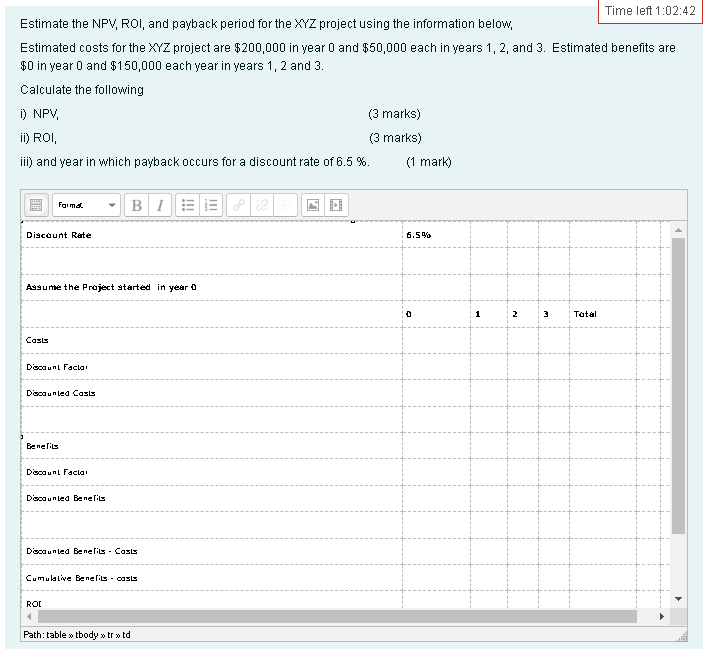 Time left 1:02:42
Estimate the NPV, ROI, and payback period for the XYZ project using the information below,
Estimated costs for the XYZ project are $200,000 in year 0 and $50,000 each in years 1, 2, and 3. Estimated benefits are
$0 in year 0 and $150,000 each year in years 1, 2 and 3.
Calculate the following
i) NPV, (3 marks)
ii) ROI, (3 marks)
iii) and year in which payback occurs for a discount rate of 6.5 %. (1 mark)
Format B I
Discount Rate 6.5%
Assume the Project started in year 0
0 1 2 3 Total
Costs
Discount Factor
Discounted Costs
Benefits
Discount Factor
Discounted Benefits
Discounted Benefits - Costs
Cumulative Benefits - costs
ROI
Path: table » tbody » tr » td